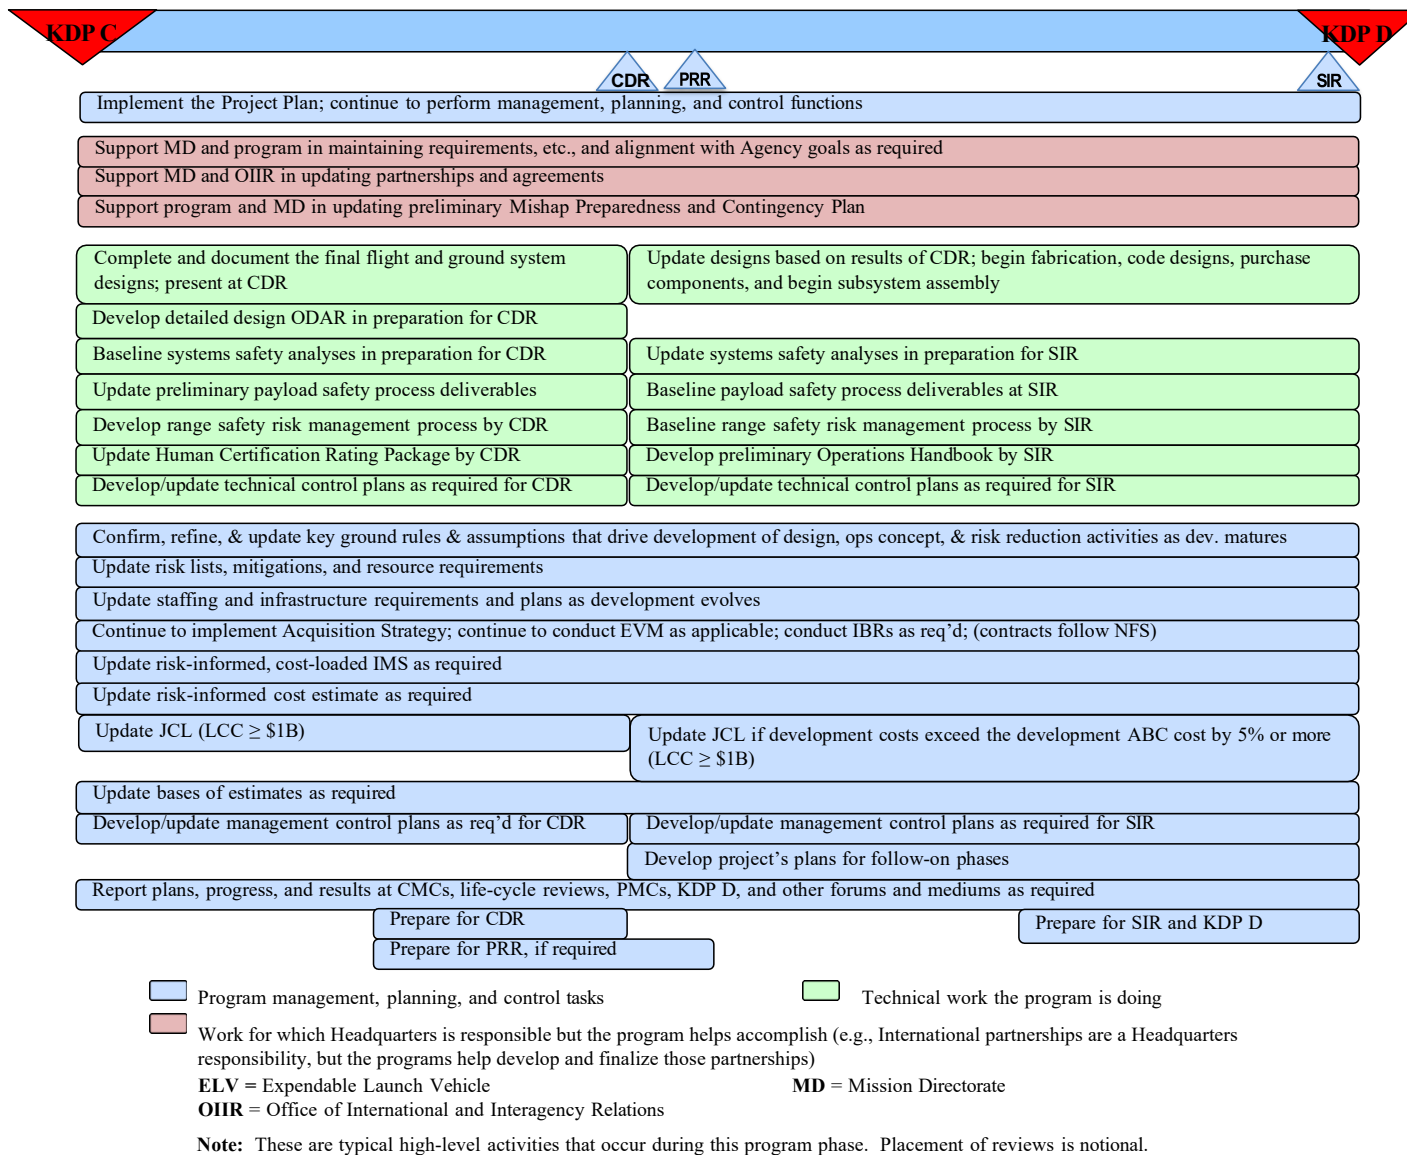 KDP C
KDP D
CDR
PRR
SIR
Implement the Project Plan; continue to perform management, planning, and control functions
Support MD and program in maintaining requirements, etc., and alignment with Agency goals as required
Support MD and OIIR in updating partnerships and agreements
Support program and MD in updating preliminary Mishap Preparedness and Contingency Plan
Complete and document the final flight and ground system
designs; present at CDR
Update designs based on results of CDR; begin fabrication, code designs, purchase
components, and begin subsystem assembly
Develop detailed design ODAR in preparation for CDR
Baseline systems safety analyses in preparation for CDR
Update systems safety analyses in preparation for SIR
Update preliminary payload safety process deliverables
Baseline payload safety process deliverables at SIR
Develop range safety risk management process by CDR
Baseline range safety risk management process by SIR
Update Human Certification Rating Package by CDR
Develop preliminary Operations Handbook by SIR
Develop/update technical control plans as required for CDR
Develop/update technical control plans as required for SIR
Confirm, refine, & update key ground rules & assumptions that drive development of design, ops concept, & risk reduction activities as dev. matures
Update risk lists, mitigations, and resource requirements
Update staffing and infrastructure requirements and plans as development evolves
Continue to implement Acquisition Strategy; continue to conduct EVM as applicable; conduct IBRs as req’d; (contracts follow NFS)
Update risk-informed, cost-loaded IMS as required
Update risk-informed cost estimate as required
Update JCL (LCC ≥ $1B)
Update JCL if development costs exceed the development ABC cost by 5% or more
(LCC ≥ $1B)
Update bases of estimates as required
Develop/update management control plans as req’d for CDR
Develop/update management control plans as required for SIR
Develop project’s plans for follow-on phases
Report plans, progress, and results at CMCs, life-cycle reviews, PMCs, KDP D, and other forums and mediums as required
Prepare for CDR
Prepare for SIR and KDP D
Prepare for PRR, if required
Program management, planning, and control tasks
Technical work the program is doing
Work for which Headquarters is responsible but the program helps accomplish (e.g., International partnerships are a Headquarters
responsibility, but the programs help develop and finalize those partnerships)
ELV = Expendable Launch Vehicle
MD = Mission Directorate
OIIR = Office of International and Interagency Relations
Note: These are typical high-level activities that occur during this program phase. Placement of reviews is notional.